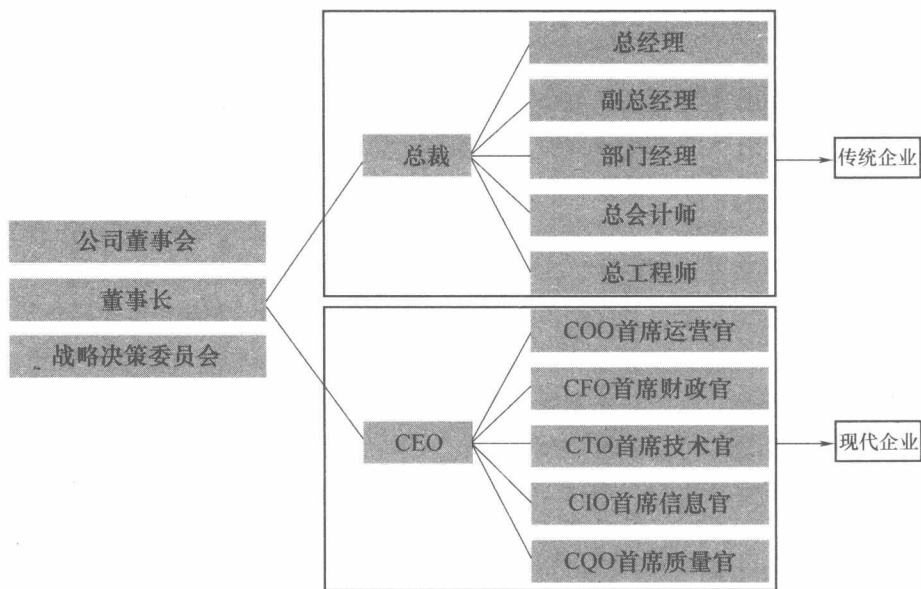 公司董事会
董事长
战略决策委员会
总裁
总经理
副总经理
部门经理
总会计师
总工程师
传统企业
CEO
COO首席运营官
CFO首席财政官
CTO首席技术官
CIO首席信息官
CQO首席质量官
现代企业